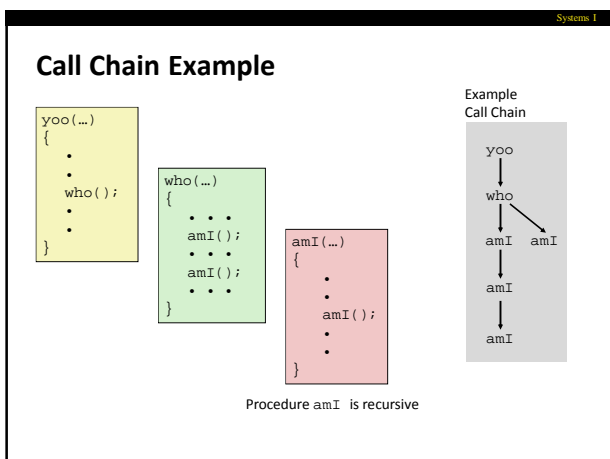 Systems I
Call Chain Example
yoo(…)
{
•
•
who();
•
•
}
who(…)
{
• • •
amI();
• • •
amI();
• • •
}
amI(…)
{
•
•
amI();
•
•
}
Procedure amI is recursive
Example
Call Chain
yoo
who
amI amI
amI
amI